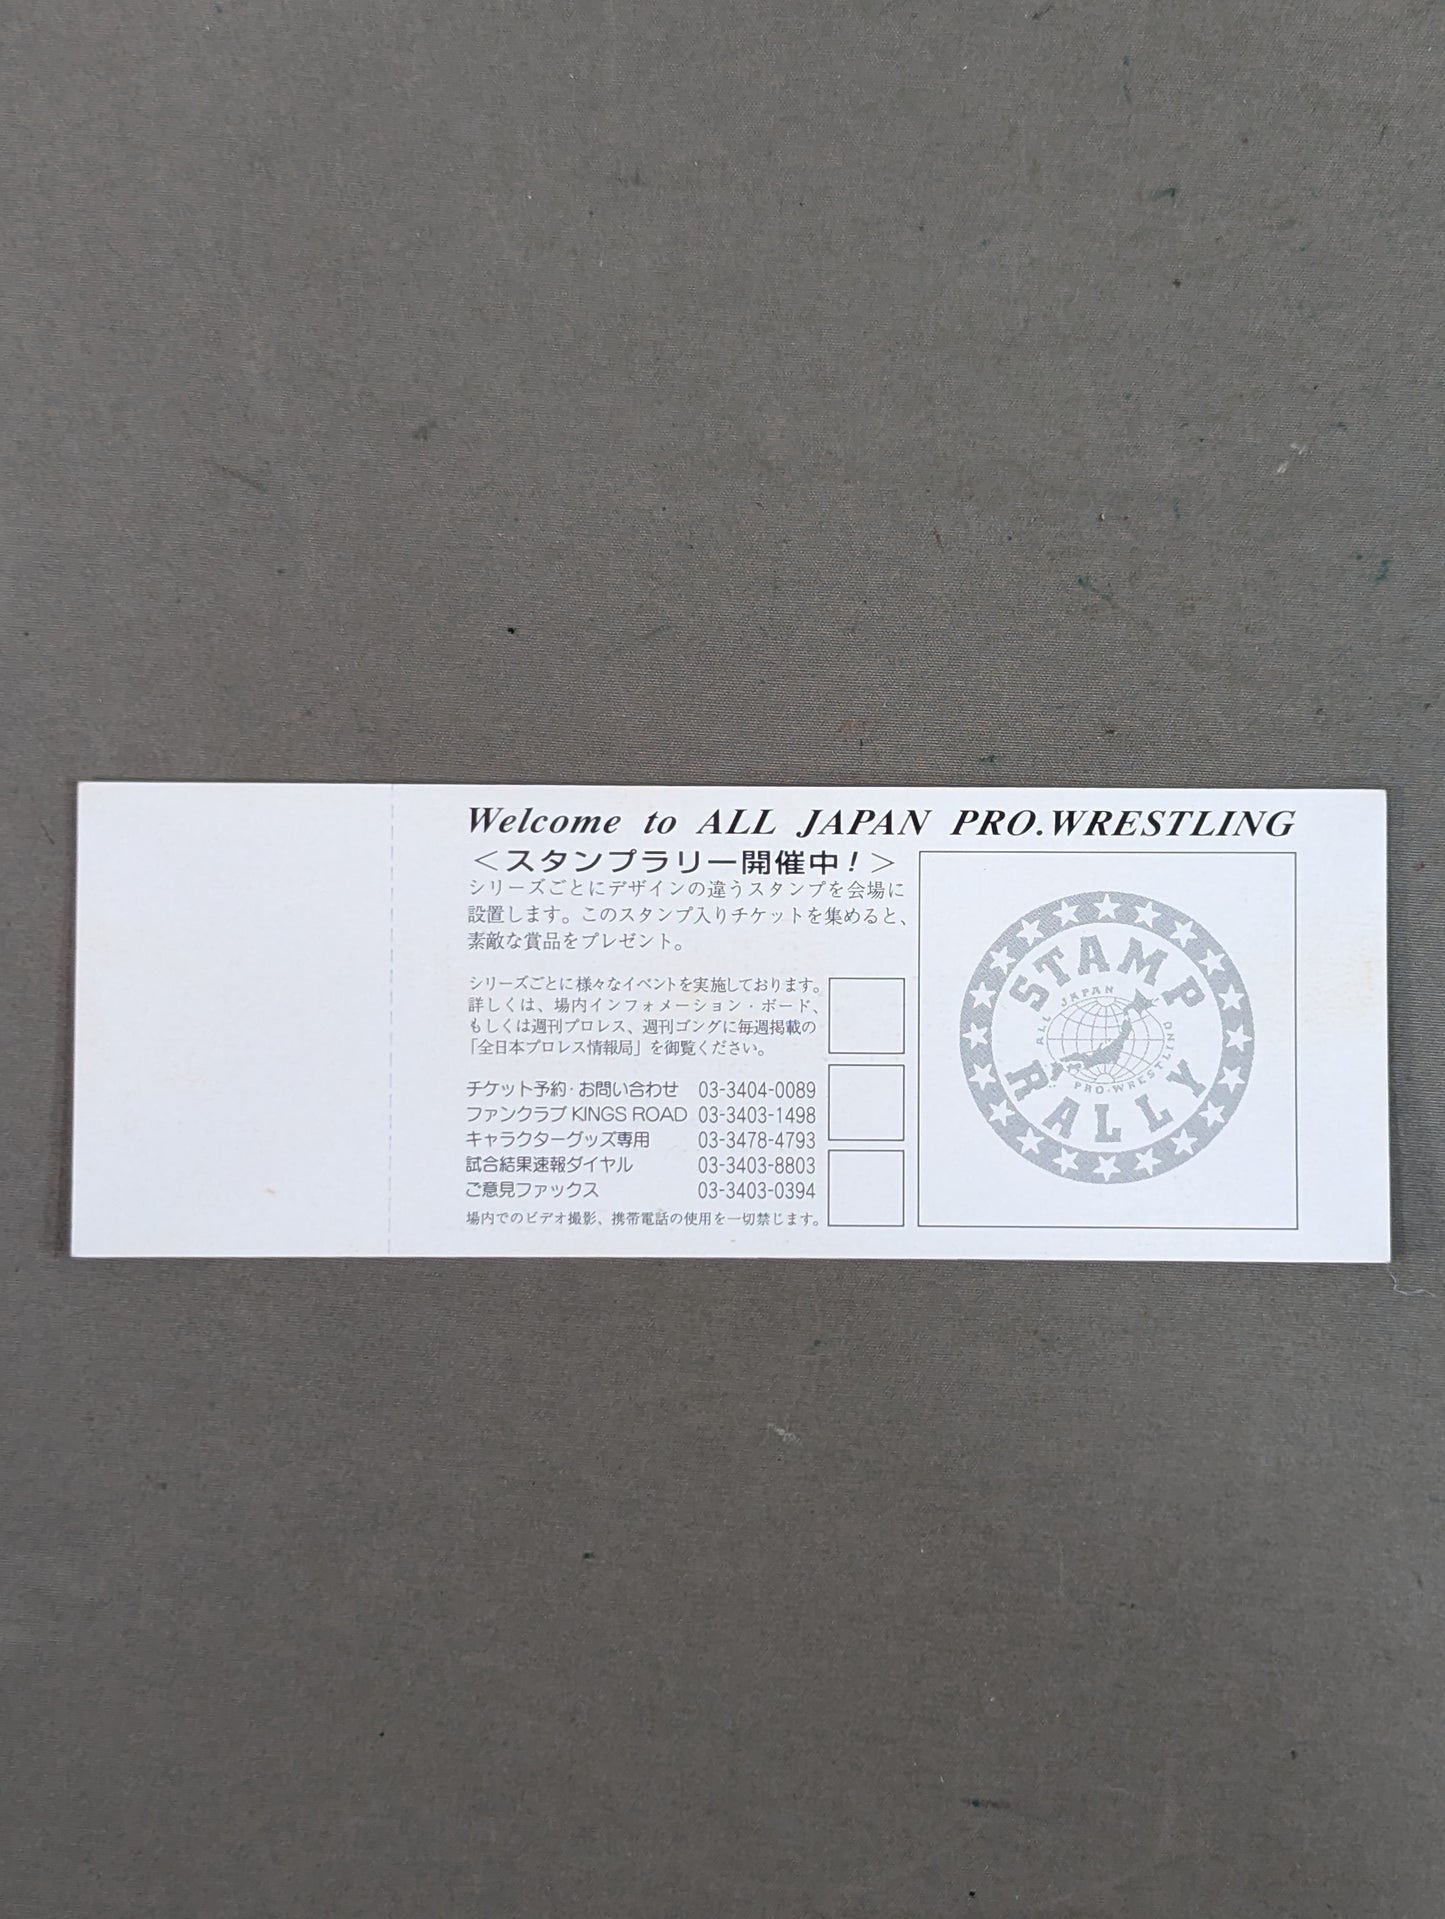 Welcome to ALL JAPAN PRO.WRESTLING
＜スタンプラリー開催中！＞
シリーズごとにデザインの違うスタンプを会場に
設置します。このスタンプ入りチケットを集めると、
素敵な賞品をプレゼント。
シリーズごとに様々なイベントを実施しております。
詳しくは、場内インフォメーション・ボード、
もしくは週刊プロレス、週刊ゴングに毎週掲載の
「全日本プロレス情報局」を御覧ください。
チケット予約・お問い合わせ 03-3404-0089
ファンクラブ KINGS ROAD 03-3403-1498
キャラクターグッズ専用 03-3478-4793
試合結果速報ダイヤル 03-3403-8803
ご意見ファックス 03-3403-0394
場内でのビデオ撮影、携帯電話の使用を一切禁じます。
STAMP
ALL JAPAN
PRO-WRESTLING
RALLY